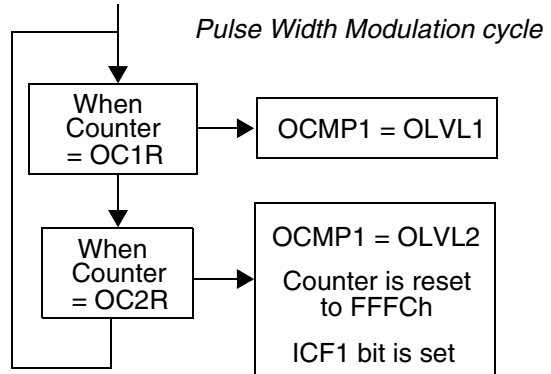 Pulse Width Modulation cycle
When
Counter
= OC1R
OCMP1 = OLVL1
When
Counter
= OC2R
OCMP1 = OLVL2
Counter is reset
to FFFCh
ICF1 bit is set